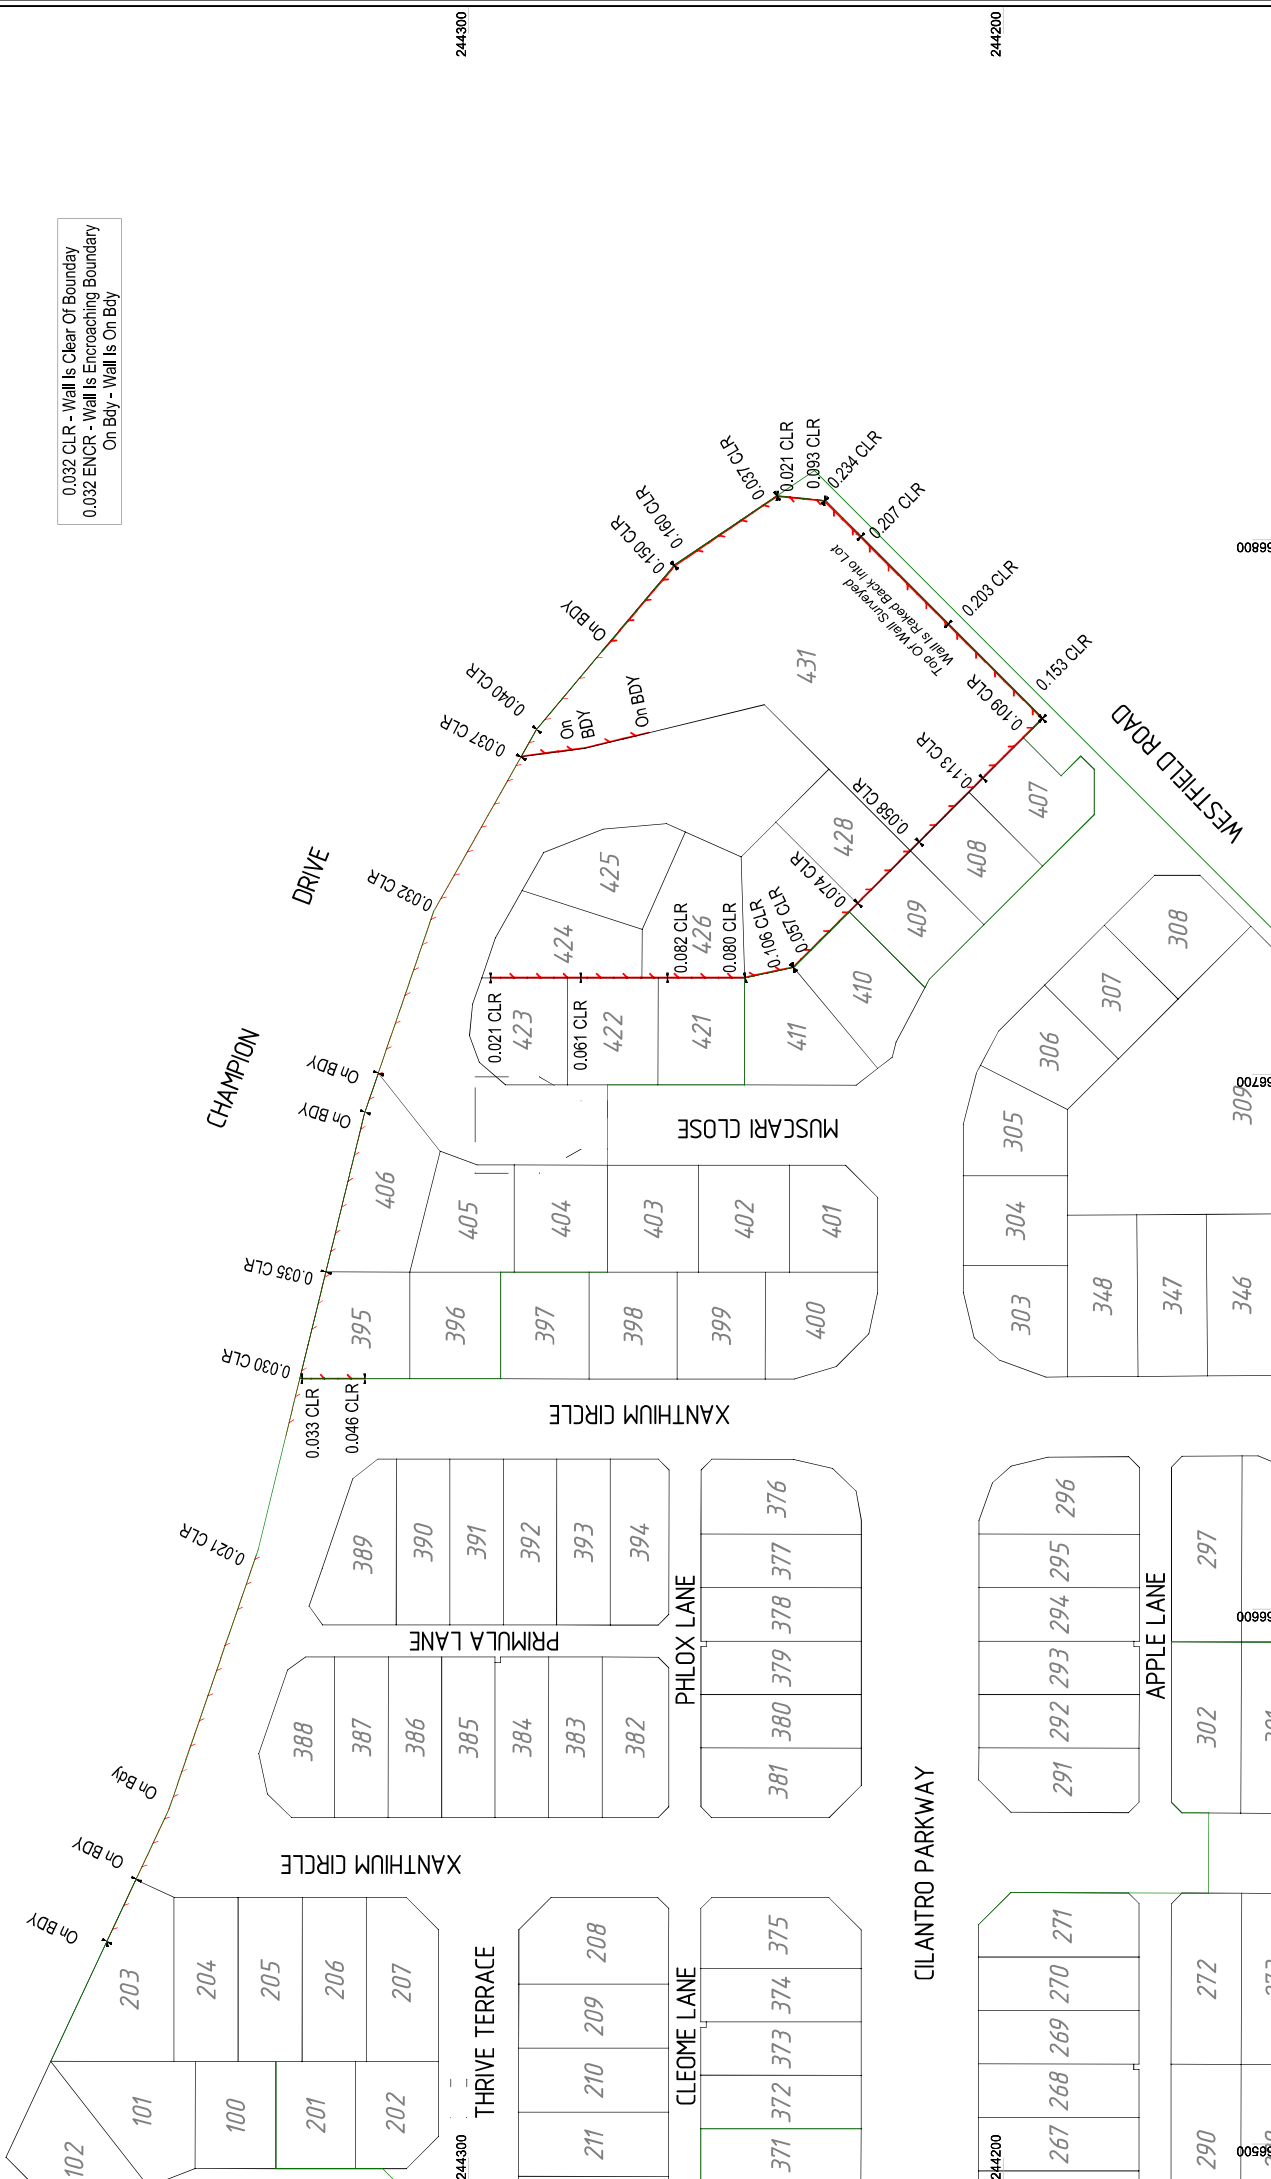 244300
244200
0.032 CLR - Wall Is Clear Of Bounday
0.032 ENCR - Wall Is Encroaching Boundary
On Bdy - Wall Is On Bdy
0.037 CLR
0.021 CLR
0.093 CLR
0.234 CLR
0.160 CLR
0.150 CLR
0.207 CLR
Top Of Wall Surveyed
Wall Is Raked Back Into Lot
0.203 CLR
On BDY
0.040 CLR
0.037 CLR
On
BDY
On BDY
431
0.153 CLR
0.109 CLR
WESTFIELD ROAD
0.113 CLR
407
0.058 CLR
428
408
0.074 CLR
409
DRIVE
0.032 CLR
425
424
426
0.082 CLR
0.080 CLR
0.106 CLR
0.057 CLR
410
308
307
306
0.021 CLR
423
0.061 CLR
422
421
411
CHAMPION
On BDY
On BDY
MUSCARI CLOSE
305
309
406
405
404
403
402
401
304
0.035 CLR
395
396
397
398
399
400
303
348
347
346
0.030 CLR
0.033 CLR
0.046 CLR
XANTHIUM CIRCLE
0.021 CLR
389
390
391
392
393
394
376
377
378
379
380
381
PHLOX LANE
PRIMULA LANE
296
295
294
293
292
291
APPLE LANE
297
302
388
387
386
385
384
383
382
On Bdy
On BDY
On BDY
XANTHIUM CIRCLE
CILANTRO PARKWAY
203
204
205
206
207
THRIVE TERRACE
208
209
210
211
CLEOME LANE
375
374
373
372
371
271
270
269
268
267
272
290
102
101
100
201
202
244300
244200